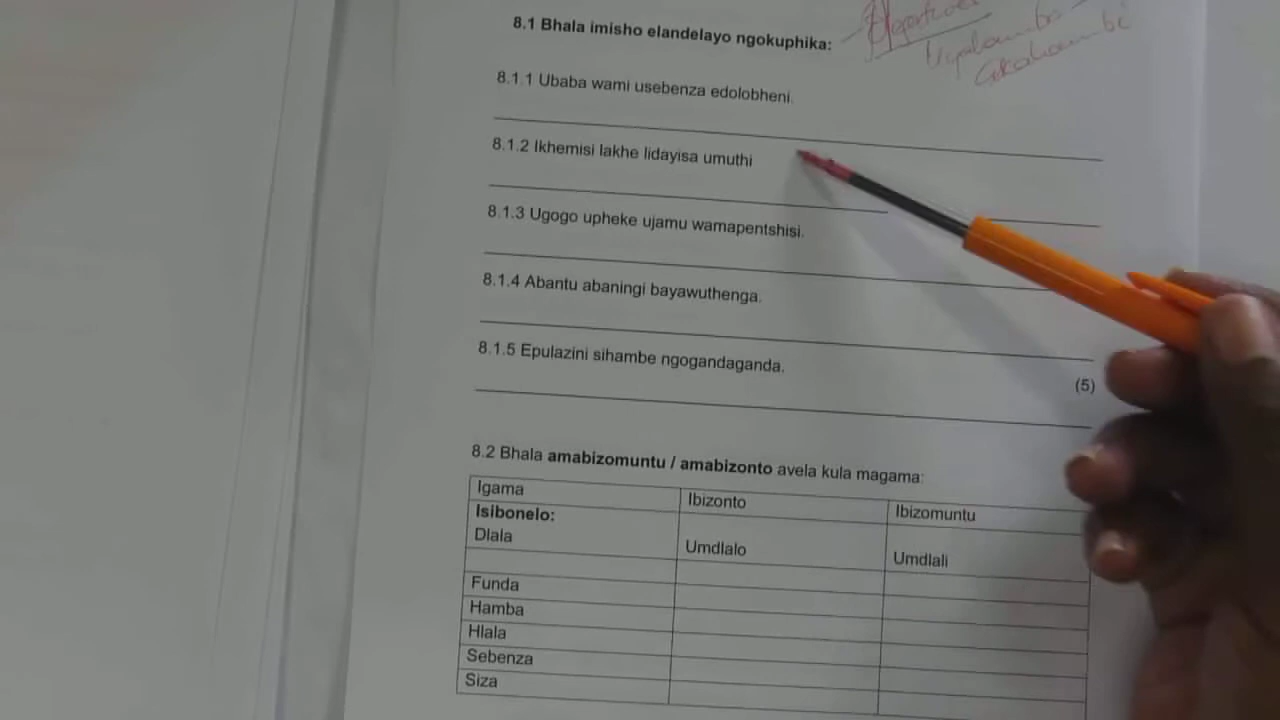 8.1 Bhala imisho elandelayo ngokuphika:
8.1.1 Ubaba wami usebenza edolobheni.
8.1.2 Ikhemisi lakhe lidayisa umuthi
8.1.3 Ugogo upheke ujamu wamapentshisi.
8.1.4 Abantu abaningi bayawuthenga.
8.1.5 Epulazini sihambe ngogandaganda.
(5)
8.2 Bhala amabizomuntu / amabizonto avela kula magama:
Igama Ibizonto Ibizomuntu
Isibonelo:
Dlala Umdlalo Umdlali
Funda
Hamba
Hlala
Sebenza
Siza